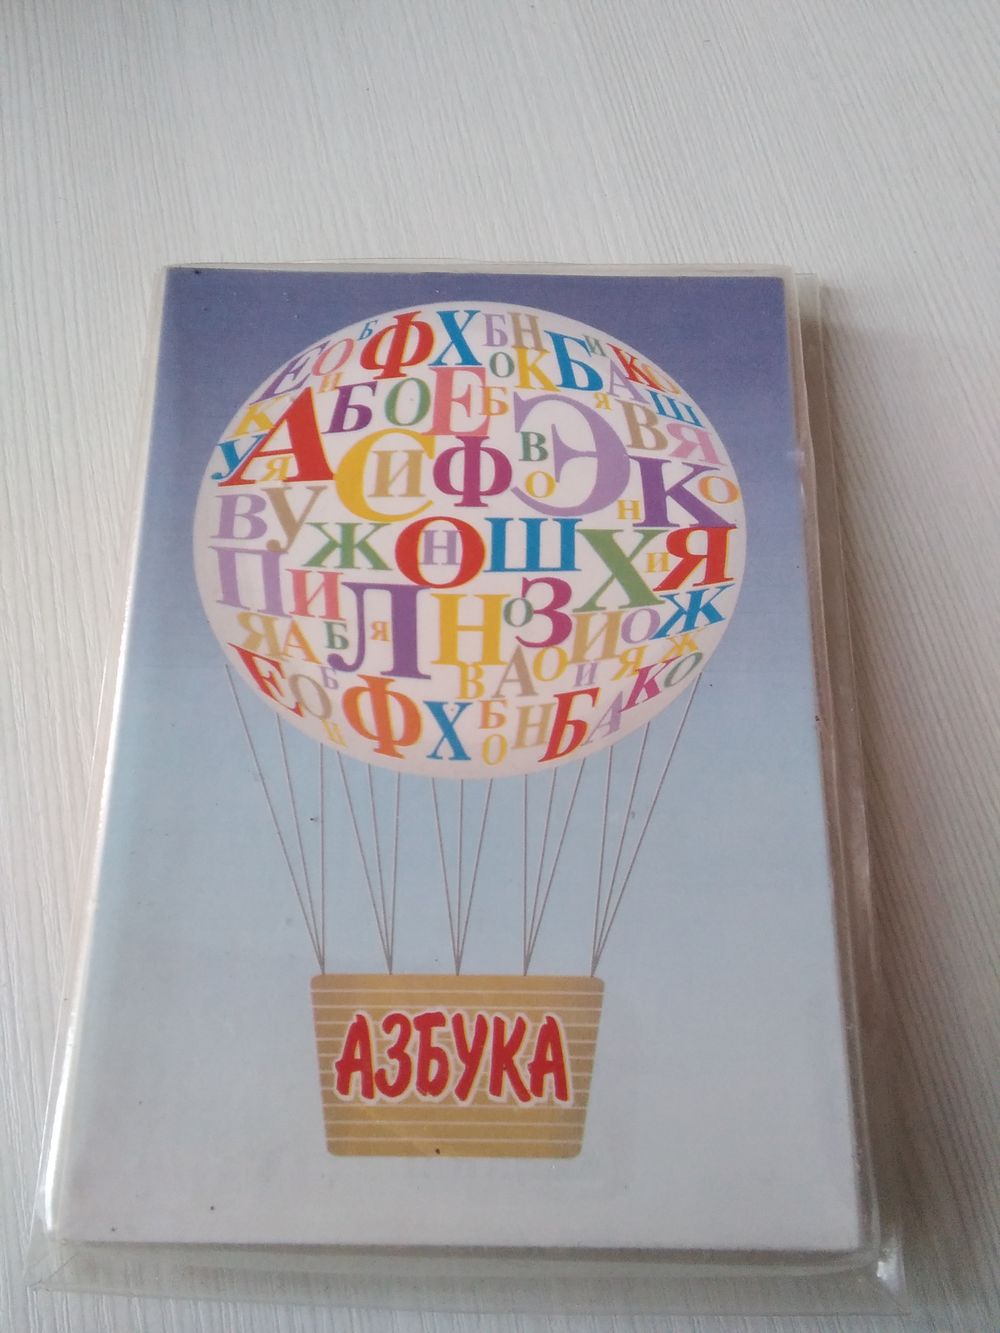 Е О Б Ф Х Б Н О К Б И А К О
К И А Б О Е Б Э Я В Ш Я
У Я С И Ф В О К О
В У Ж О Н Ш Х Н И Я
П И Б Я Л Н О З И О Ж
Я А В А О И Я Ж
Е О Б И Ф Х Б О Н Б А К О
АЗБУКА